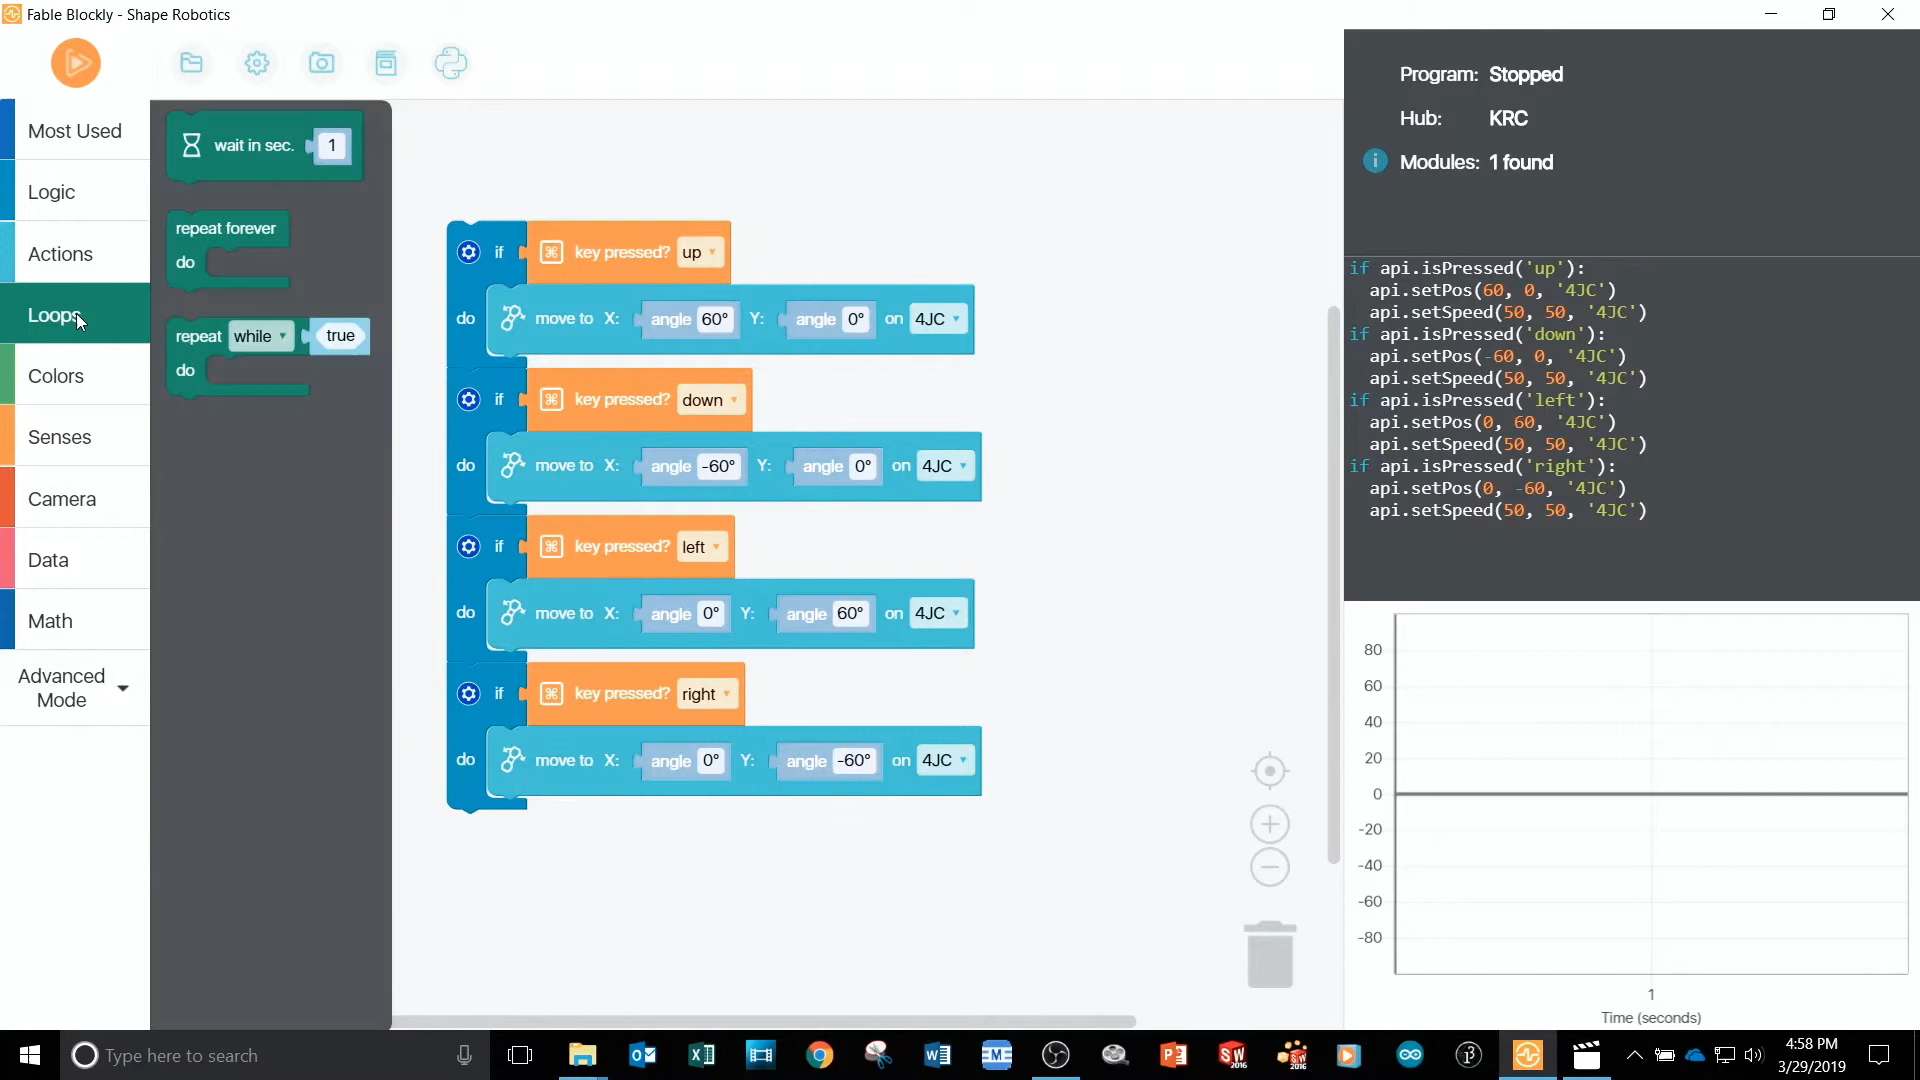 Fable Blockly - Shape Robotics
Most Used
Logic
Actions
Loops
Colors
Senses
Camera
Data
Math
Advanced
Mode
wait in sec. 1
repeat forever
do
repeat while true
do
if key pressed? up
do move to X: angle 60° Y: angle 0° on 4JC
if key pressed? down
do move to X: angle -60° Y: angle 0° on 4JC
if key pressed? left
do move to X: angle 0° Y: angle 60° on 4JC
if key pressed? right
do move to X: angle 0° Y: angle -60° on 4JC
Program: Stopped
Hub: KRC
i Modules: 1 found
if api.isPressed('up'):
api.setPos(60, 0, '4JC')
api.setSpeed(50, 50, '4JC')
if api.isPressed('down'):
api.setPos(-60, 0, '4JC')
api.setSpeed(50, 50, '4JC')
if api.isPressed('left'):
api.setPos(0, 60, '4JC')
api.setSpeed(50, 50, '4JC')
if api.isPressed('right'):
api.setPos(0, -60, '4JC')
api.setSpeed(50, 50, '4JC')
80
60
40
20
0
-20
-40
-60
-80
1
Time (seconds)
Type here to search
SW
2016
2016
4:58 PM
3/29/2019